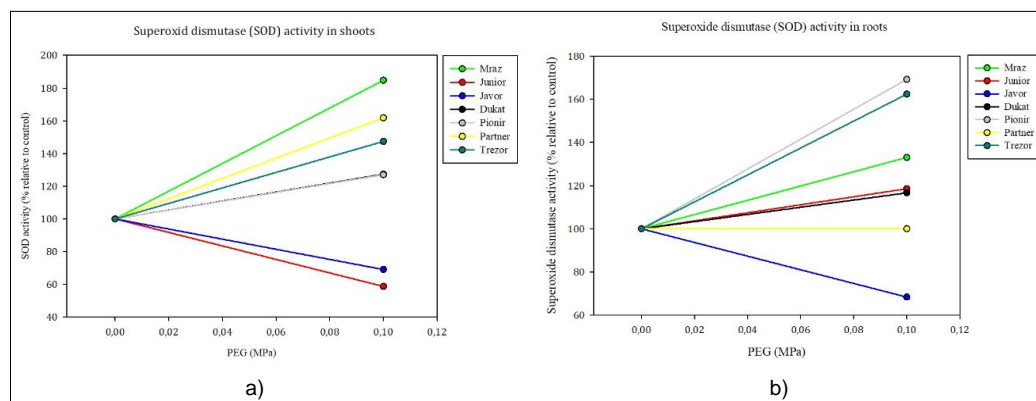 Superoxid dismutase (SOD) activity in shoots
SOD activity (% relative to control)
200
180
160
140
120
100
80
60
40
0,00 0,02 0,04 0,06 0,08 0,10 0,12
PEG (MPa)
Mraz
Junior
Javor
Dukat
Pionir
Partner
Trezor
a)
Superoxide dismutase (SOD) activity in roots
Superoxide dismutase activity (% relative to control)
180
160
140
120
100
80
60
0,00 0,02 0,04 0,06 0,08 0,10 0,12
PEG (MPa)
Mraz
Junior
Javor
Dukat
Pionir
Partner
Trezor
b)